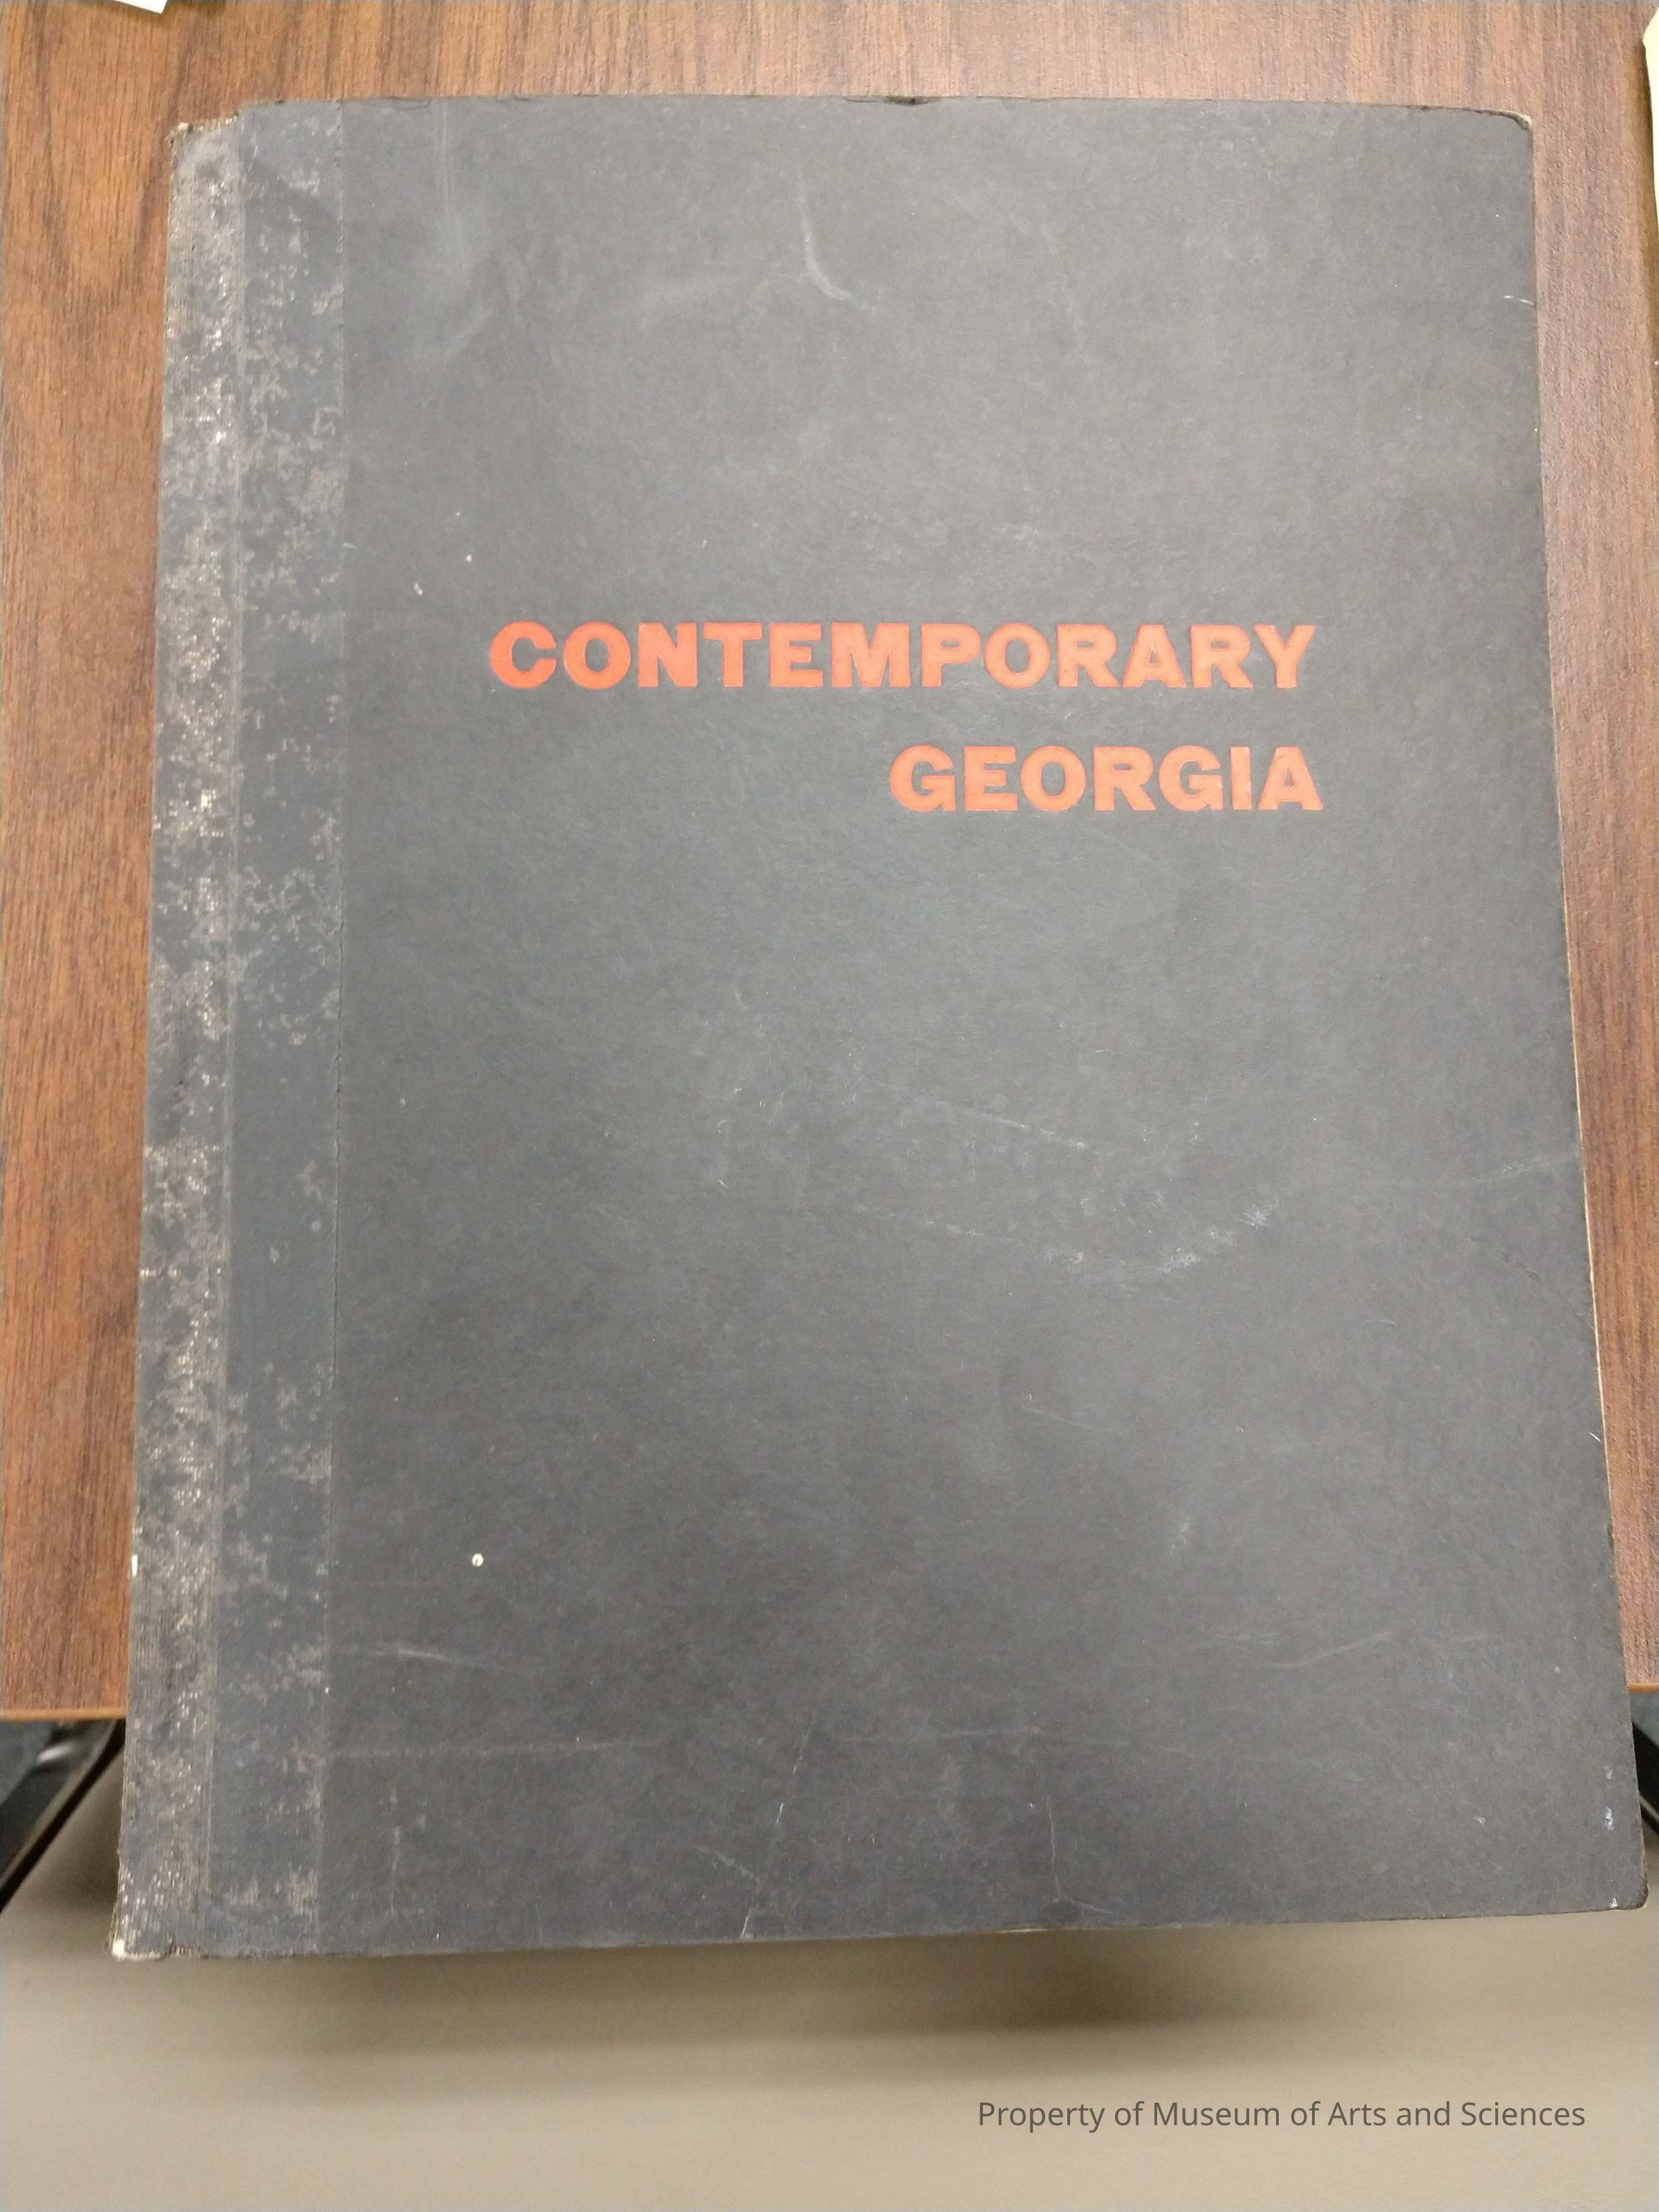 CONTEMPORARY
GEORGIA
Property of Museum of Arts and Sciences